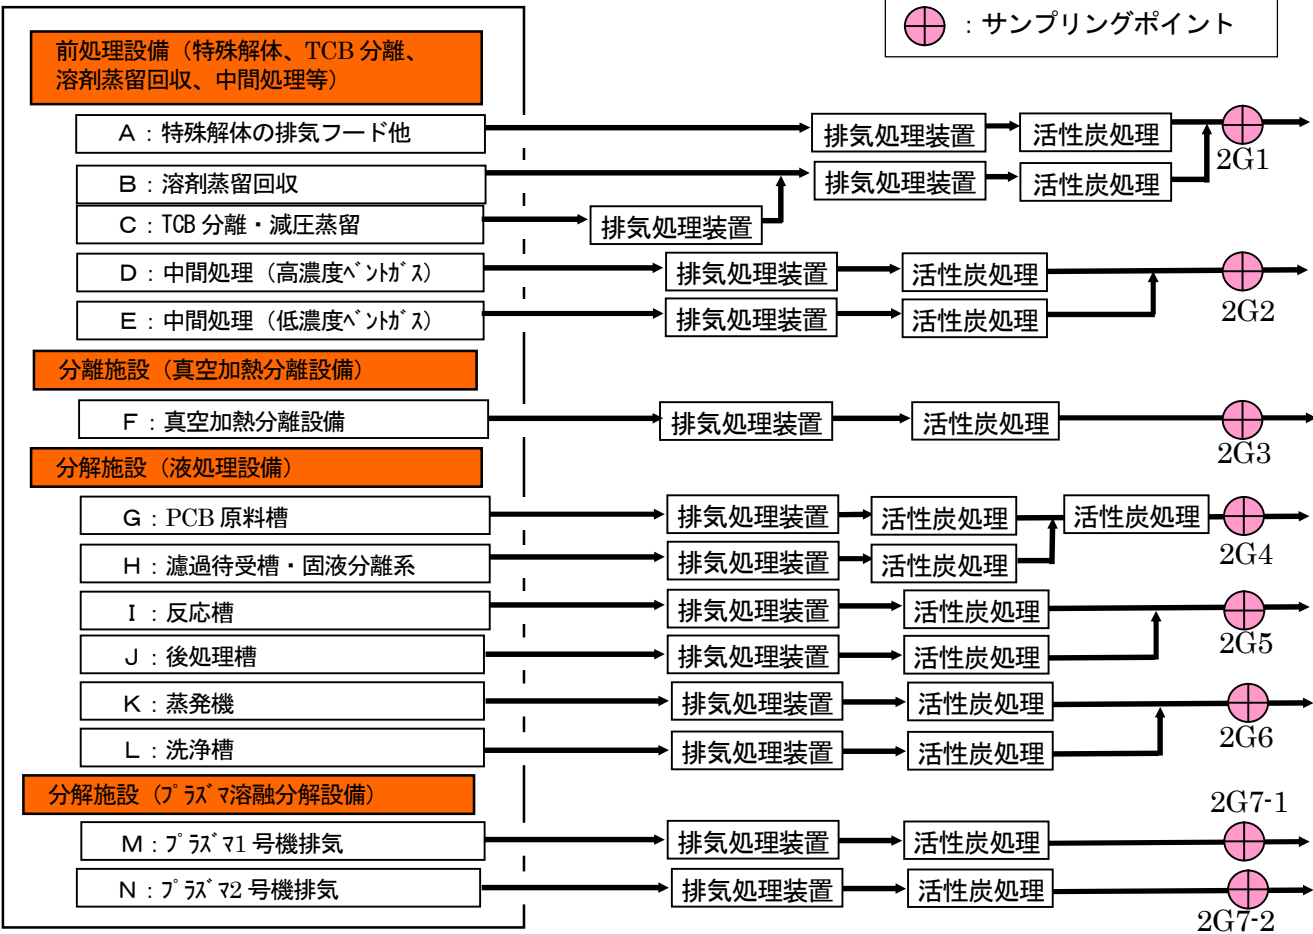 ：サンプリングポイント
前処理設備（特殊解体、TCB 分離、
溶剤蒸留回収、中間処理等）
A：特殊解体の排気フード他
排気処理装置
活性炭処理
2G1
B：溶剤蒸留回収
排気処理装置
活性炭処理
C：TCB 分離・減圧蒸留
排気処理装置
D：中間処理（高濃度ﾍﾞﾝﾄｶﾞｽ）
排気処理装置
活性炭処理
2G2
E：中間処理（低濃度ﾍﾞﾝﾄｶﾞｽ）
排気処理装置
活性炭処理
分離施設（真空加熱分離設備）
F：真空加熱分離設備
排気処理装置
活性炭処理
2G3
分解施設（液処理設備）
G：PCB 原料槽
排気処理装置
活性炭処理
活性炭処理
2G4
H：濾過待受槽・固液分離系
排気処理装置
活性炭処理
I：反応槽
排気処理装置
活性炭処理
2G5
J：後処理槽
排気処理装置
活性炭処理
K：蒸発機
排気処理装置
活性炭処理
2G6
L：洗浄槽
排気処理装置
活性炭処理
分解施設（ﾌﾟﾗｽﾞﾏ溶融分解設備）
2G7-1
M：ﾌﾟﾗｽﾞﾏ1 号機排気
排気処理装置
活性炭処理
N：ﾌﾟﾗｽﾞﾏ2 号機排気
排気処理装置
活性炭処理
2G7-2